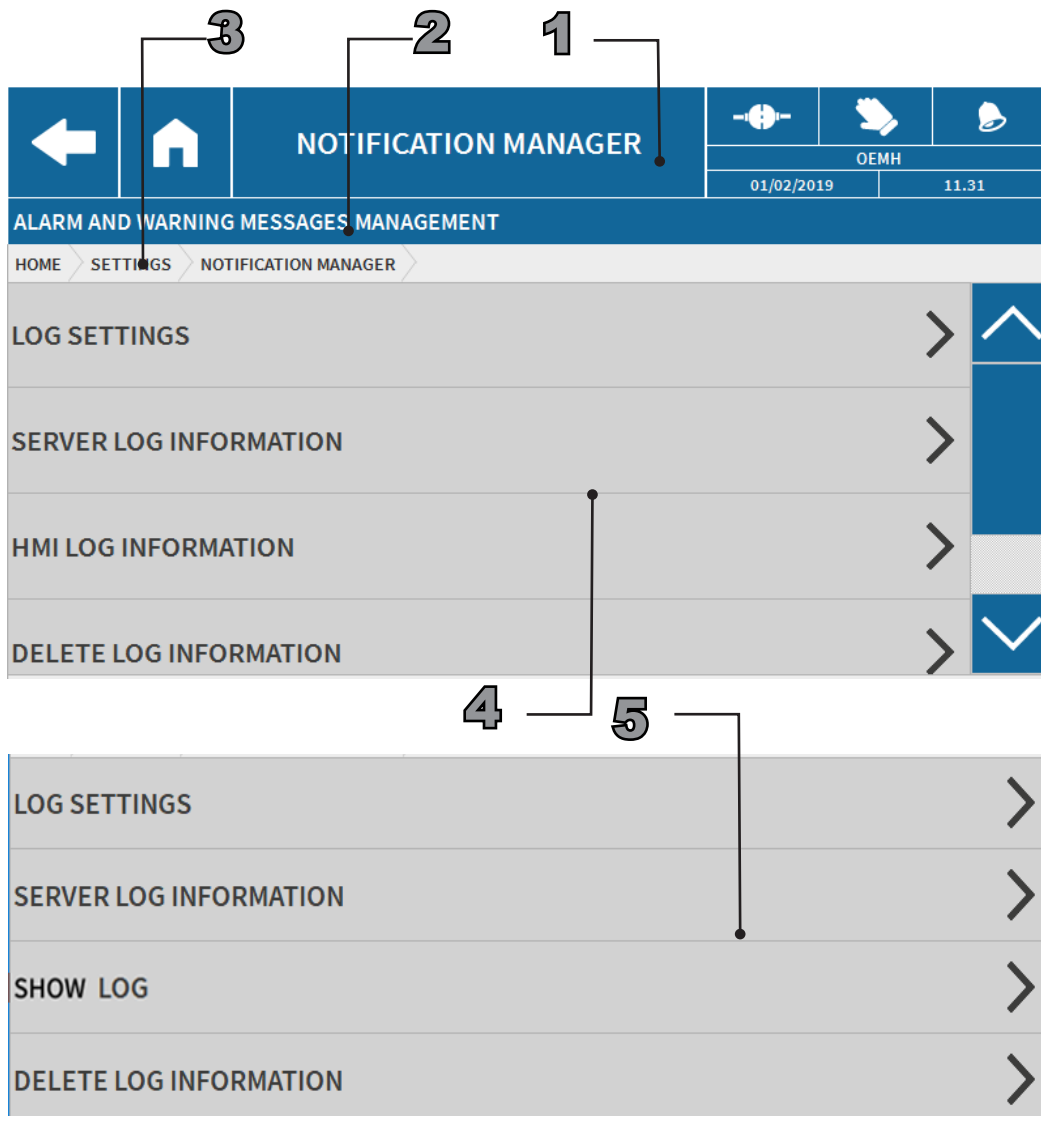 3 2 1
NOTIFICATION MANAGER
OEMH
01/02/2019 11.31
ALARM AND WARNING MESSAGES MANAGEMENT
HOME SETTINGS NOTIFICATION MANAGER
LOG SETTINGS
SERVER LOG INFORMATION
HMI LOG INFORMATION
DELETE LOG INFORMATION
4 5
LOG SETTINGS
SERVER LOG INFORMATION
SHOW LOG
DELETE LOG INFORMATION